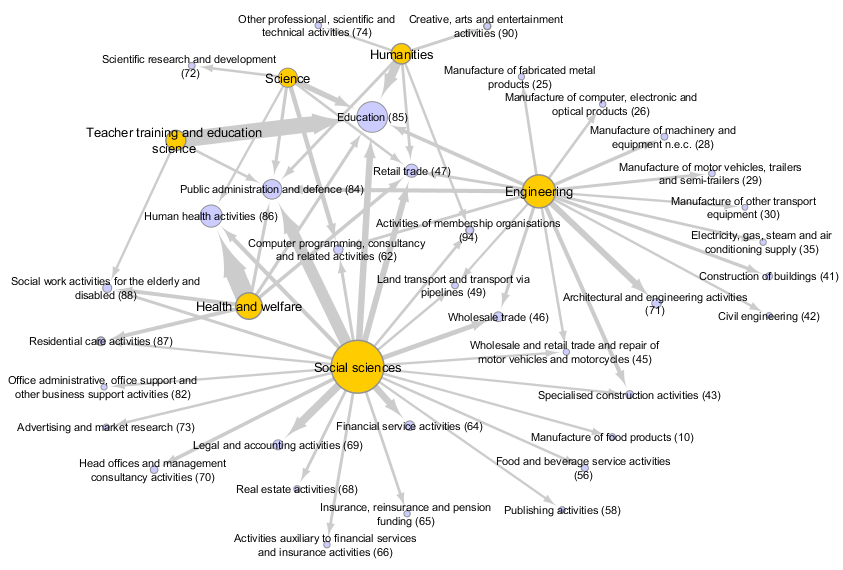 Other professional, scientific and
technical activities (74)
Creative, arts and entertainment
activities (90)
Humanities
Scientific research and development
(72)
Science
Manufacture of fabricated metal
products (25)
Manufacture of computer, electronic and
optical products (26)
Education (85)
Teacher training and education
science
Manufacture of machinery and
equipment n.e.c. (28)
Retail trade (47)
Manufacture of motor vehicles, trailers
and semi-trailers (29)
Public administration and defence (84)
Engineering
Manufacture of other transport
equipment (30)
Human health activities (86)
Activities of membership organisations
(94)
Electricity, gas, steam and air
conditioning supply (35)
Computer programming, consultancy
and related activities (62)
Construction of buildings (41)
Social work activities for the elderly and
disabled (88)
Land transport and transport via
pipelines (49)
Architectural and engineering activities
(71)
Health and welfare
Wholesale trade (46)
Civil engineering (42)
Residential care activities (87)
Wholesale and retail trade and repair of
motor vehicles and motorcycles (45)
Social sciences
Office administrative, office support and
other business support activities (82)
Specialised construction activities (43)
Advertising and market research (73)
Financial service activities (64)
Legal and accounting activities (69)
Manufacture of food products (10)
Head offices and management
consultancy activities (70)
Food and beverage service activities
(56)
Real estate activities (68)
Insurance, reinsurance and pension
funding (65)
Publishing activities (58)
Activities auxiliary to financial services
and insurance activities (66)